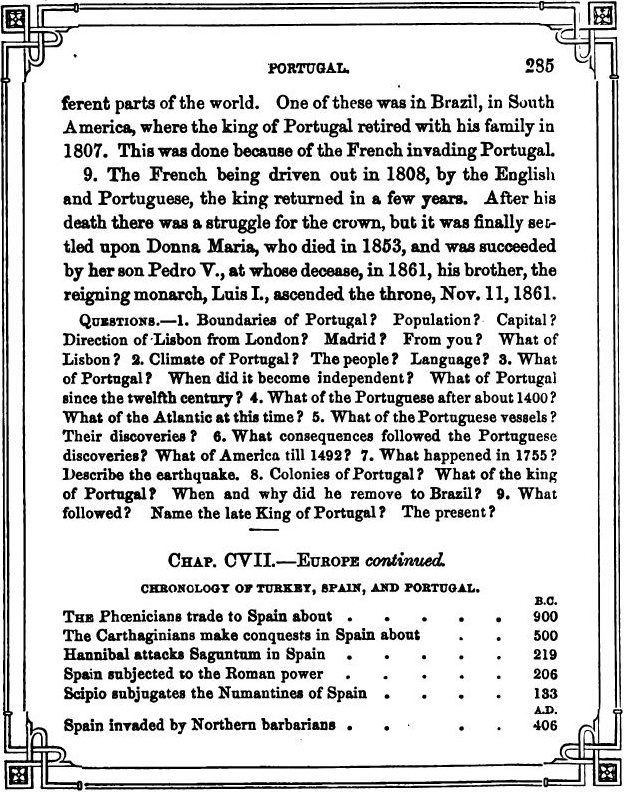 PORTUGAL. 285
ferent parts of the world. One of these was in Brazil, in South
America, where the king of Portugal retired with his family in
1807. This was done because of the French invading Portugal.
9. The French being driven out in 1808, by the English
and Portuguese, the king returned in a few years. After his
death there was a struggle for the crown, but it was finally set-
tled upon Donna Maria, who died in 1853, and was succeeded
by her son Pedro V., at whose decease, in 1861, his brother, the
reigning monarch, Luis I., ascended the throne, Nov. 11, 1861.
QUESTIONS.—1. Boundaries of Portugal? Population? Capital?
Direction of Lisbon from London? Madrid? From you? What of
Lisbon? 2. Climate of Portugal? The people? Language? 3. What
of Portugal? When did it become independent? What of Portugal
since the twelfth century? 4. What of the Portuguese after about 1400?
What of the Atlantic at this time? 5. What of the Portuguese vessels?
Their discoveries? 6. What consequences followed the Portuguese
discoveries? What of America till 1492? 7. What happened in 1755?
Describe the earthquake. 8. Colonies of Portugal? What of the king
of Portugal? When and why did he remove to Brazil? 9. What
followed? Name the late King of Portugal? The present?
CHAP. CVII.—EUROPE continued.
CHRONOLOGY OF TURKEY, SPAIN, AND PORTUGAL.
B.C.
THE Phœnicians trade to Spain about . . . . . 900
The Carthaginians make conquests in Spain about . . 500
Hannibal attacks Saguntum in Spain . . . . . 219
Spain subjected to the Roman power . . . . . 206
Scipio subjugates the Numantines of Spain . . . . 133
A.D.
Spain invaded by Northern barbarians . . . . 406